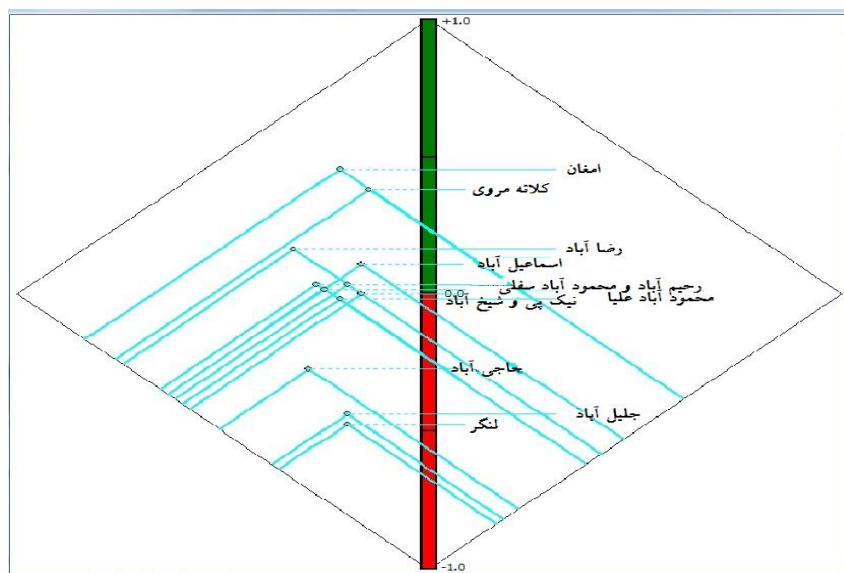 +1.0
امغان
کلاته مروی
رضا آباد
اسماعیل آباد
رحیم آباد و محمود آباد سفلی
0.0
محمود آباد علیا
نیک پی و شیخ آباد
حاجی آباد
جلیل آباد
لنگر
-1.0